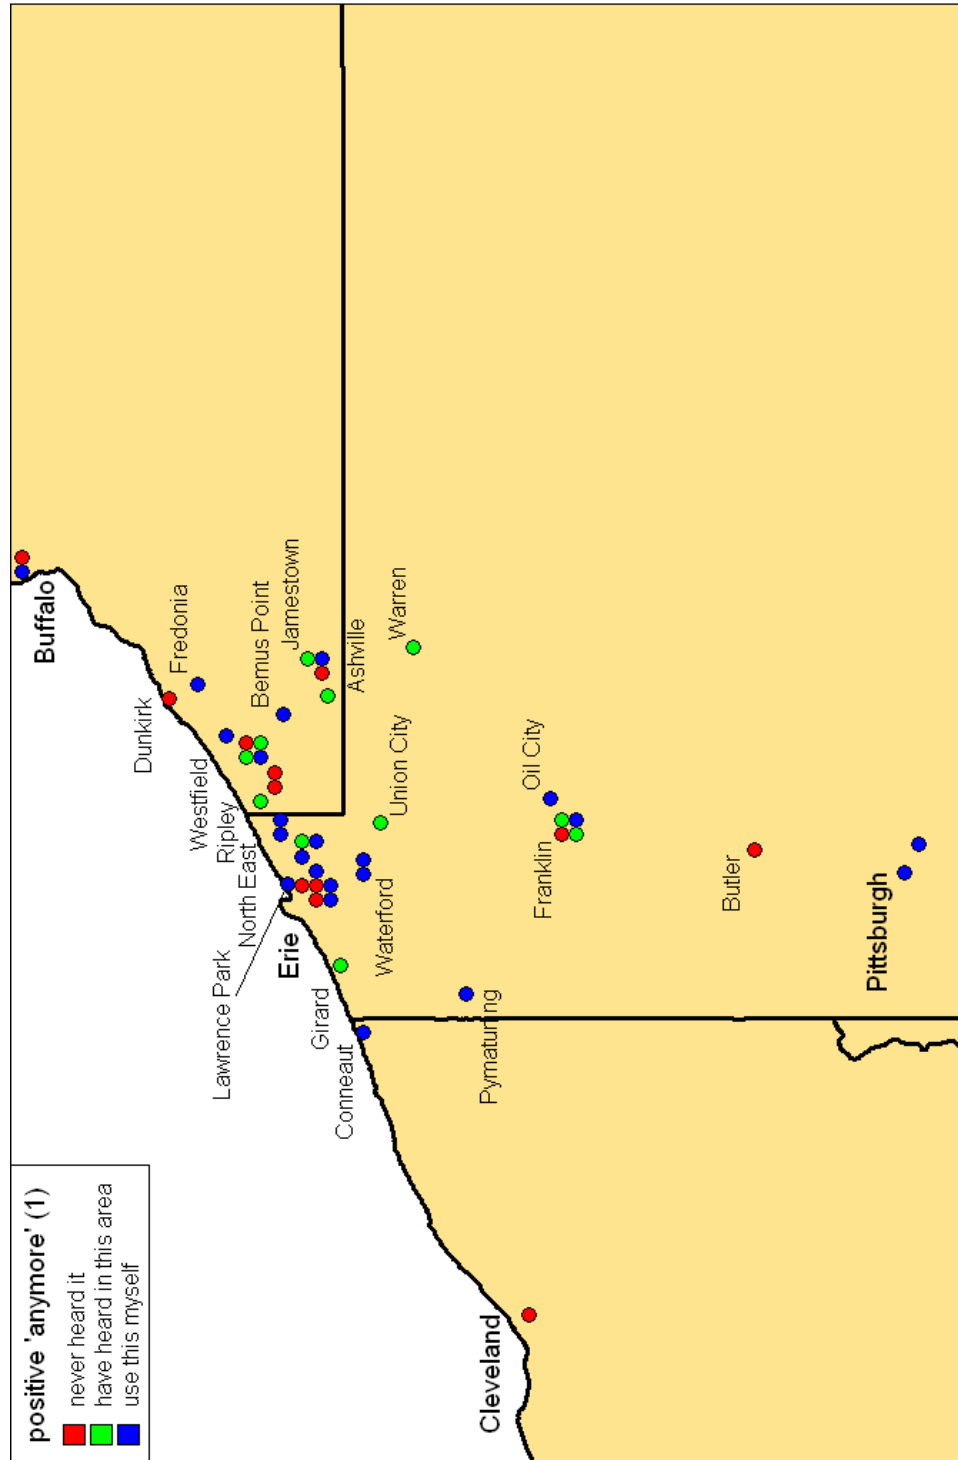 positive 'anymore' (1)
never heard it
have heard in this area
use this myself
Buffalo
Fredonia
Dunkirk
Bemus Point
Jamestown
Westfield
Ripley
Ashville
Warren
North East
Lawrence Park
Erie
Union City
Girard
Waterford
Conneaut
Oil City
Franklin
Pymatuning
Cleveland
Butler
Pittsburgh